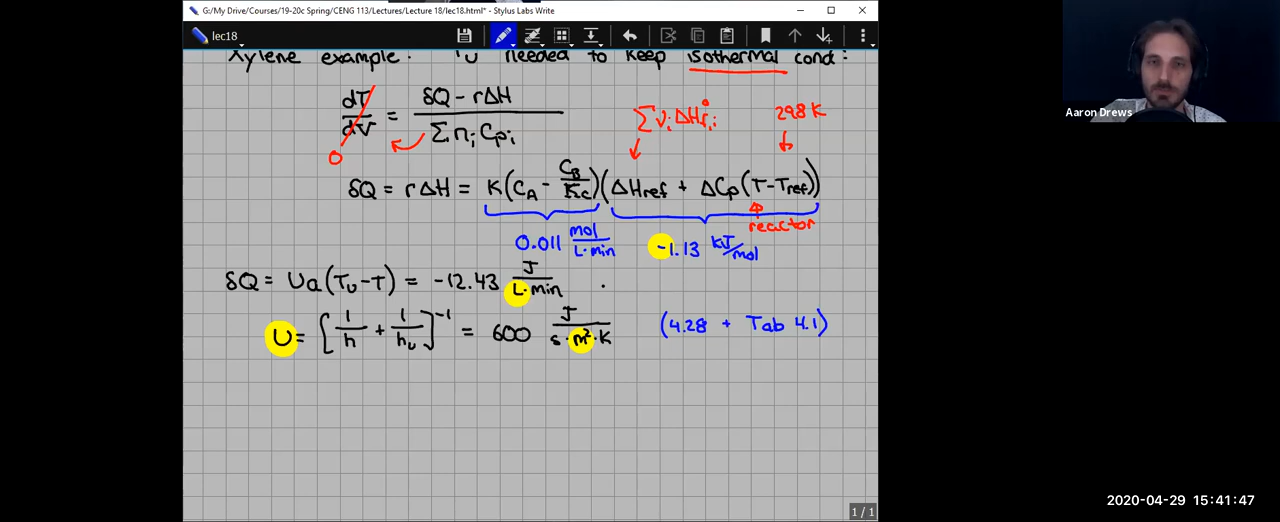 G:/My Drive/Courses/19-20c Spring/CENG 113/Lectures/Lecture 18/lec18.html* - Stylus Labs Write
lec18
Xylene example: Tu needed to keep isothermal cond:
dT/dV = (δQ - rΔH)/(Σ ni Cpi)
0
Σ νi ΔH°f,i
298 K
δQ = rΔH = K(CA - CB/Kc)(ΔHref + ΔCp(T-Tref))
reactor
0.011 mol/L·min
-1.13 kJ/mol
δQ = Ua(Tu-T) = -12.43 J/L·min
U = [1/h + 1/hu]^-1 = 600 J/s·m²·K
(4.28 + Tab 4.1)
1 / 1
Aaron Drews
2020-04-29 15:41:47